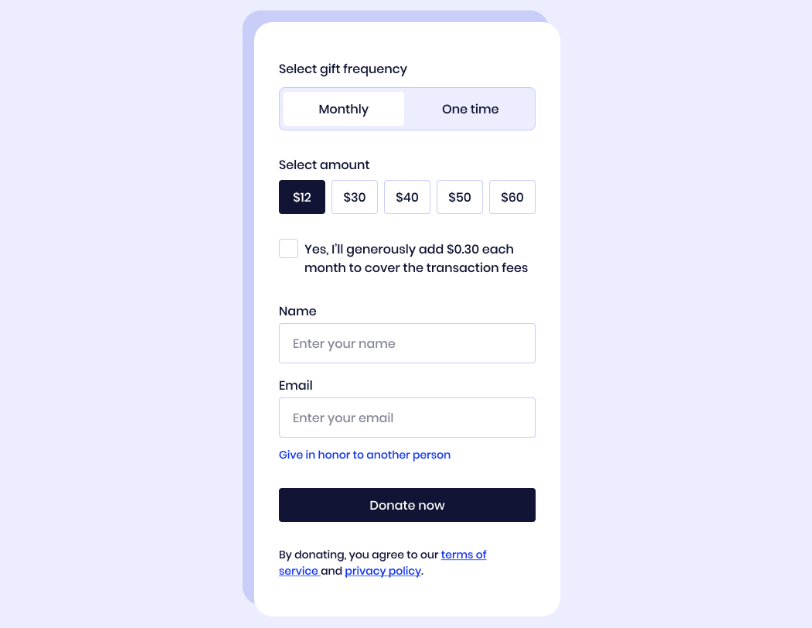 Select gift frequency
Monthly One time
Select amount
$12 $30 $40 $50 $60
Yes, I'll generously add $0.30 each
month to cover the transaction fees
Name
Enter your name
Email
Enter your email
Give in honor to another person
Donate now
By donating, you agree to our terms of
service and privacy policy.